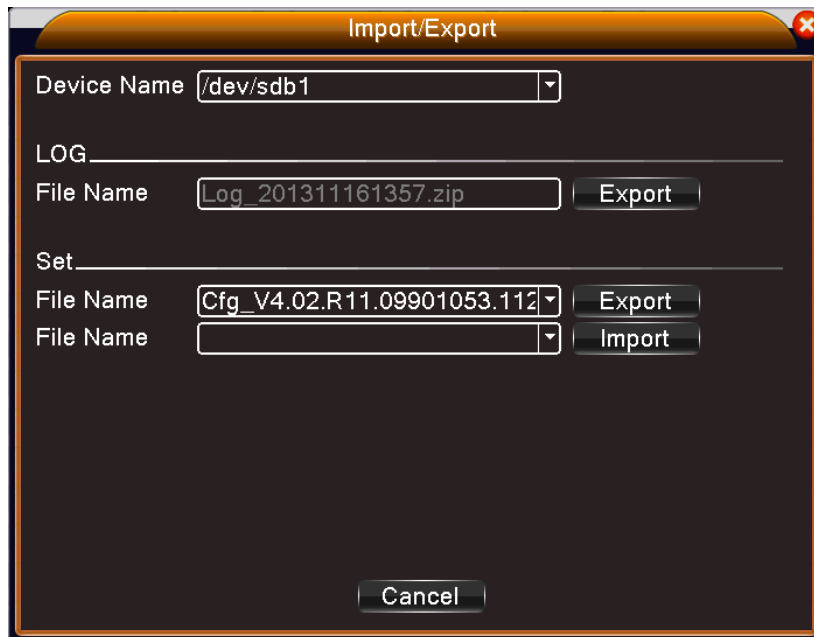 Import/Export
Device Name /dev/sdb1
LOG
File Name Log_201311161357.zip Export
Set
File Name Cfg_V4.02.R11.09901053.112 Export
File Name Import
Cancel